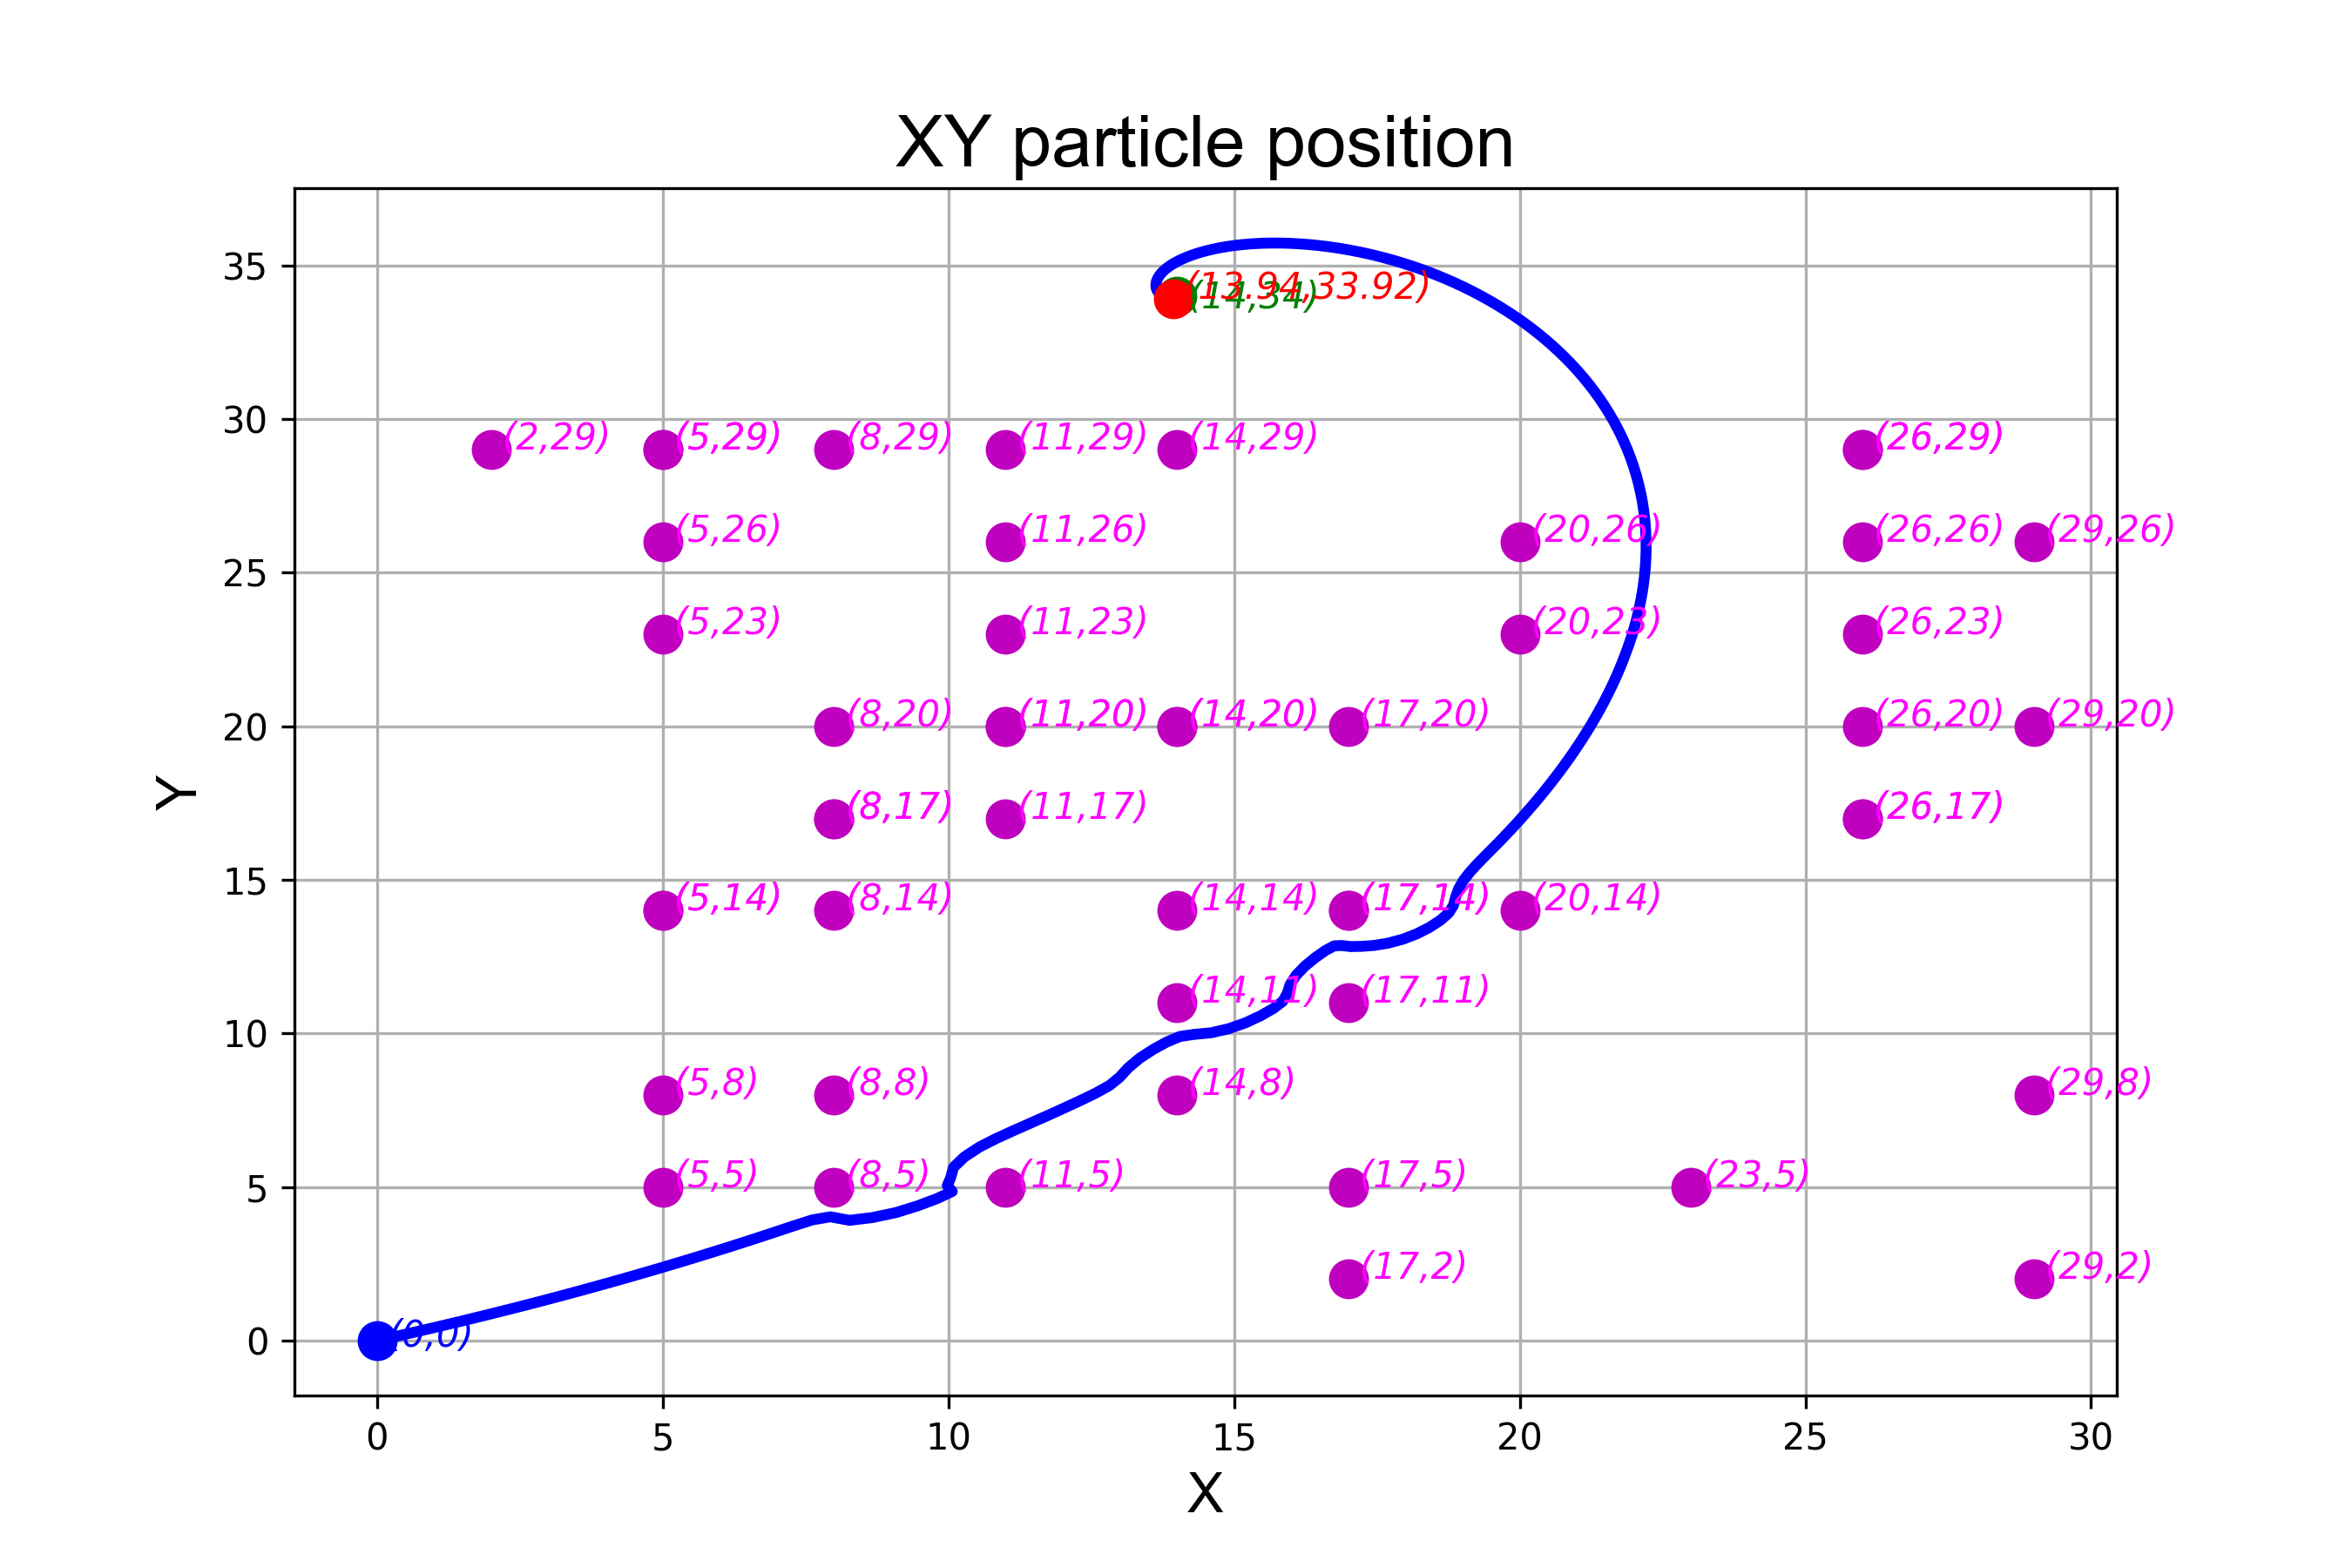 XY particle position
35
(13.94,33.92)
(14,34)
30
(2,29) (5,29) (8,29) (11,29) (14,29) (26,29)
(5,26) (11,26) (20,26) (26,26) (29,26)
25
(5,23) (11,23) (20,23) (26,23)
20
(8,20) (11,20) (14,20) (17,20) (26,20) (29,20)
Y
(8,17) (11,17) (26,17)
15
(5,14) (8,14) (14,14) (17,14) (20,14)
(14,11) (17,11)
10
(5,8) (8,8) (14,8) (29,8)
5
(5,5) (8,5) (11,5) (17,5) (23,5)
(17,2) (29,2)
0
(0,0)
0 5 10 15 20 25 30
X